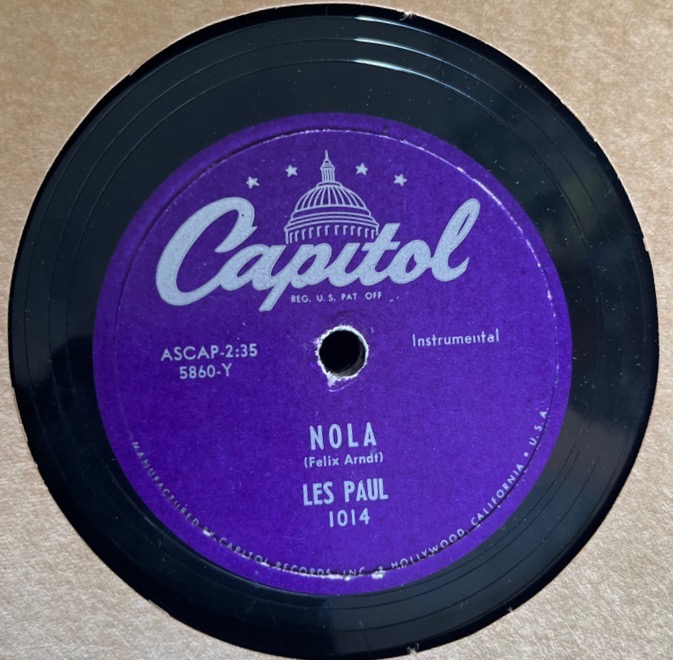 Capitol
REG. U.S. PAT OFF.
ASCAP-2:35
5860-Y
Instrumental
NOLA
(Felix Arndt)
LES PAUL
1014
MANUFACTURED BY CAPITOL RECORDS, INC. • HOLLYWOOD, CALIFORNIA • U.S.A.